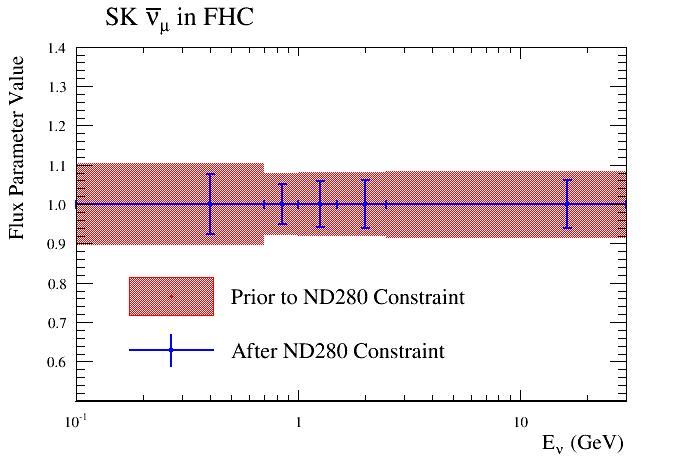 SK ν̅μ in FHC
Flux Parameter Value
1.4
1.3
1.2
1.1
1.0
0.9
0.8
0.7
0.6
Prior to ND280 Constraint
After ND280 Constraint
10⁻¹
1
10
Eν (GeV)